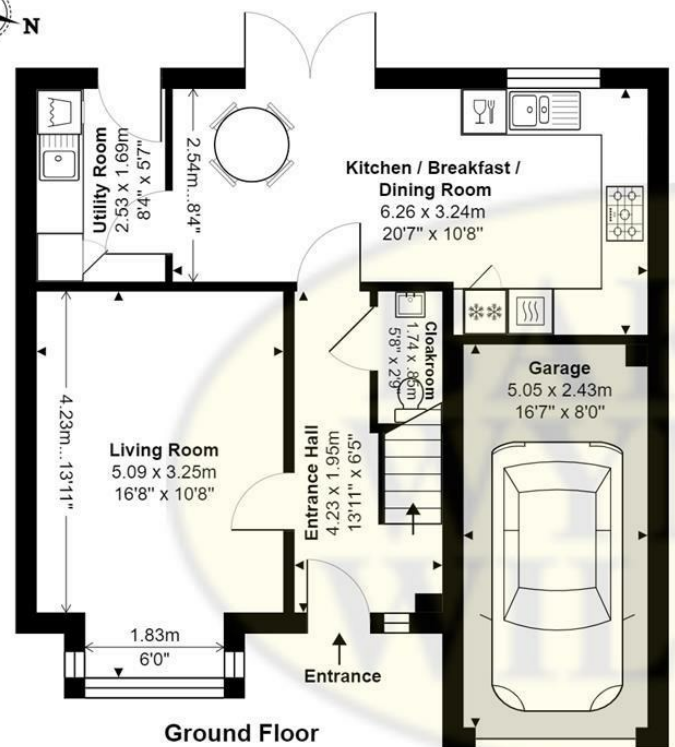 N
Utility Room
2.53 x 1.69m
8'4" x 5'7"
2.54m...8'4"
Kitchen / Breakfast /
Dining Room
6.26 x 3.24m
20'7" x 10'8"
Cloakroom
1.74 x .85m
5'8" x 2'9"
Garage
5.05 x 2.43m
16'7" x 8'0"
4.23m... 13'11"
Living Room
5.09 x 3.25m
16'8" x 10'8"
Entrance Hall
4.23 x 1.95m
13'11" x 6'5"
1.83m
6'0"
Entrance
Ground Floor